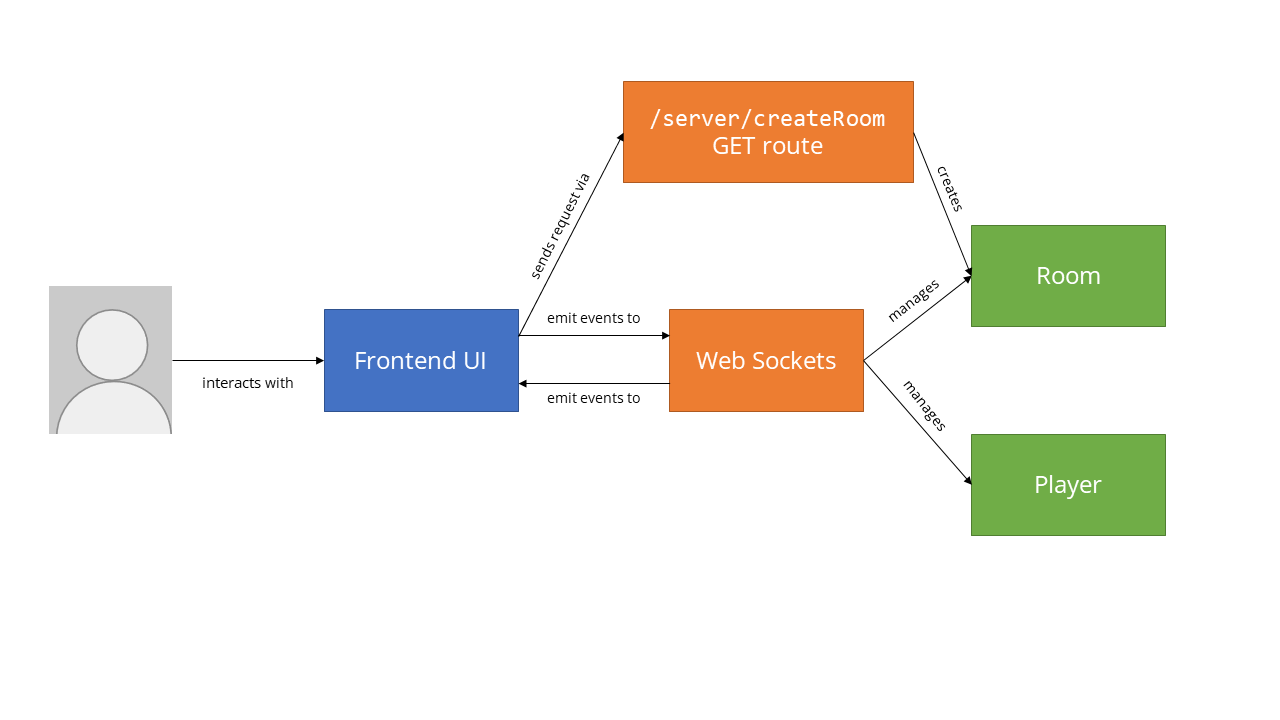 /server/createRoom
GET route
sends request via
creates
Room
manages
emit events to
Frontend UI
Web Sockets
interacts with
emit events to
manages
Player